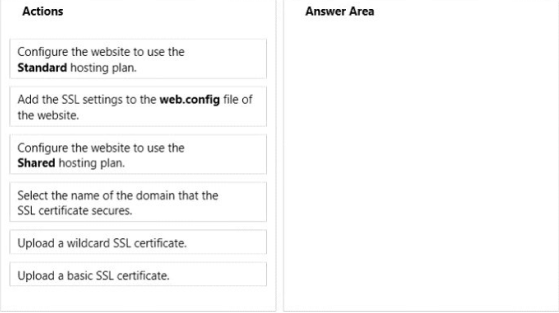 Actions
Answer Area
Configure the website to use the
Standard hosting plan.
Add the SSL settings to the web.config file of
the website.
Configure the website to use the
Shared hosting plan.
Select the name of the domain that the
SSL certificate secures.
Upload a wildcard SSL certificate.
Upload a basic SSL certificate.